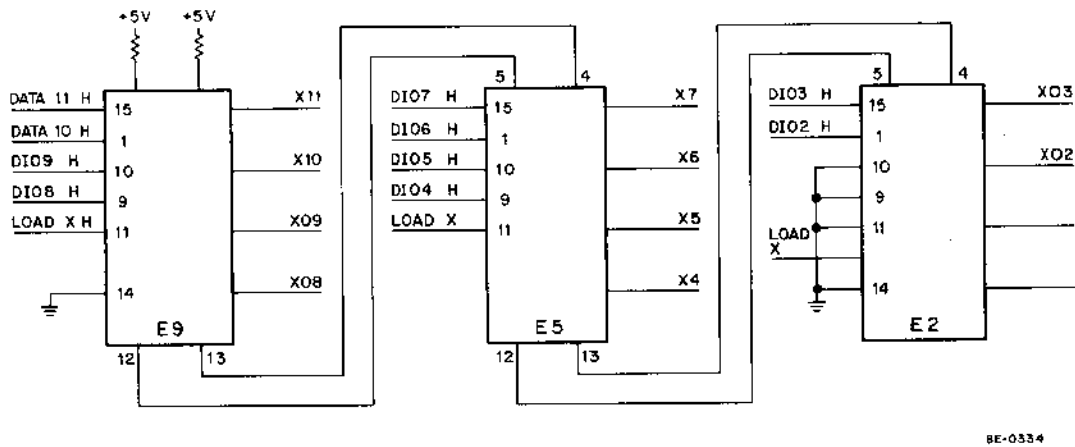 +5V +5V
DATA 11 H 15 X11
DATA 10 H 1
DIO9 H 10 X10
DIO8 H 9
LOAD X H 11 X09
14 X08
E9
12 13
5 4
DIO7 H 15 X7
DIO6 H 1
DIO5 H 10 X6
DIO4 H 9
LOAD X 11 X5
X4
E5
12 13
5 4
DIO3 H 15 X03
DIO2 H 1
10 X02
9
11
LOAD
X
14
E2
BE-0334